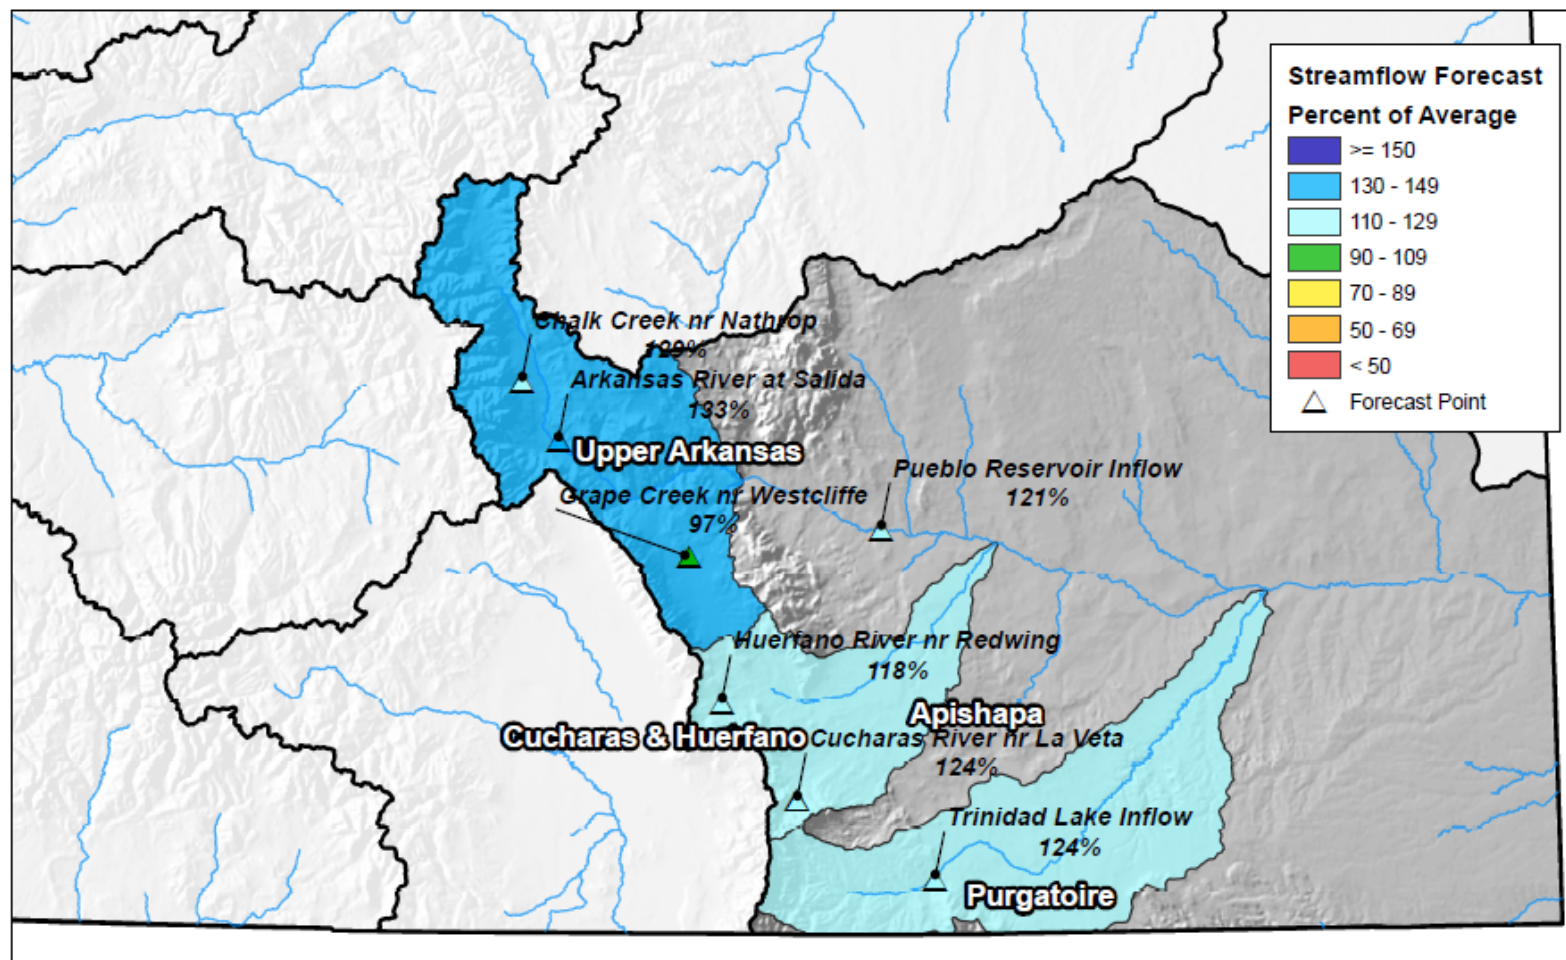 Streamflow Forecast
Percent of Average
>= 150
130 - 149
110 - 129
90 - 109
70 - 89
50 - 69
< 50
Forecast Point
Chalk Creek nr Nathrop
129%
Arkansas River at Salida
133%
Upper Arkansas
Pueblo Reservoir Inflow
121%
Grape Creek nr Westcliffe
97%
Huerfano River nr Redwing
118%
Apishapa
Cucharas & Huerfano
Cucharas River nr La Veta
124%
Trinidad Lake Inflow
124%
Purgatoire